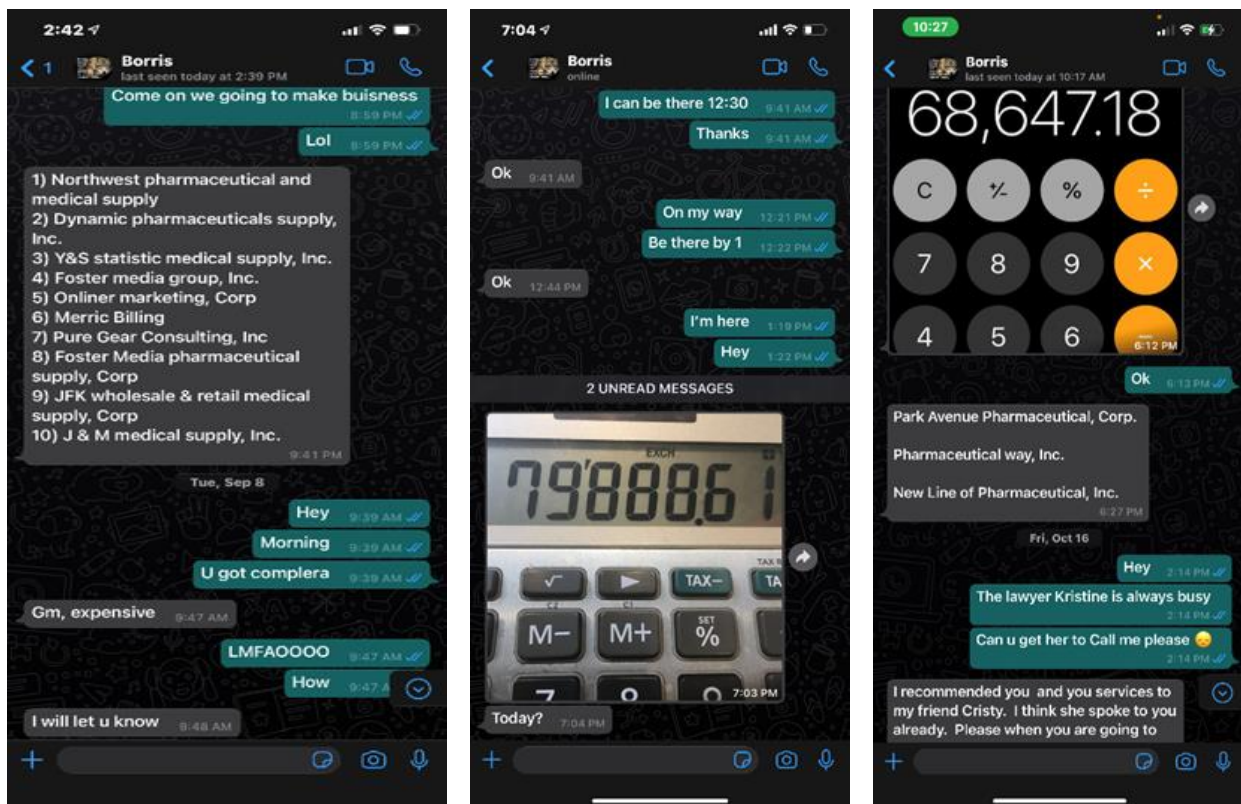 2:42
1
Borris
last seen today at 2:39 PM
Come on we going to make buisness
8:59 PM
Lol
8:59 PM
1) Northwest pharmaceutical and
medical supply
2) Dynamic pharmaceuticals supply,
Inc.
3) Y&S statistic medical supply, Inc.
4) Foster media group, Inc.
5) Onliner marketing, Corp
6) Merric Billing
7) Pure Gear Consulting, Inc
8) Foster Media pharmaceutical
supply, Corp
9) JFK wholesale & retail medical
supply, Corp
10) J & M medical supply, Inc.
9:41 PM
Tue, Sep 8
Hey
9:39 AM
Morning
9:39 AM
U got complera
9:39 AM
Gm, expensive
9:47 AM
LMFAOOOO
9:47 AM
How
9:47 A
I will let u know
9:48 AM
7:04
Borris
online
I can be there 12:30
9:41 AM
Thanks
9:41 AM
Ok
9:41 AM
On my way
12:21 PM
Be there by 1
12:22 PM
Ok
12:44 PM
I'm here
1:19 PM
Hey
1:22 PM
2 UNREAD MESSAGES
EXCH
79'888.61
TAX
√ ► TAX− TA
C2 C1 SET
M− M+ %
7
7:03 PM
Today?
7:04 PM
10:27
Borris
last seen today at 10:17 AM
68,647.18
C +/- % ÷
7 8 9 ×
4 5 6 −
6:12 PM
Ok
6:13 PM
Park Avenue Pharmaceutical, Corp.
Pharmaceutical way, Inc.
New Line of Pharmaceutical, Inc.
6:27 PM
Fri, Oct 16
Hey
2:14 PM
The lawyer Kristine is always busy
2:14 PM
Can u get her to Call me please 😞
2:14 PM
I recommended you and you services to
my friend Cristy. I think she spoke to you
already. Please when you are going to